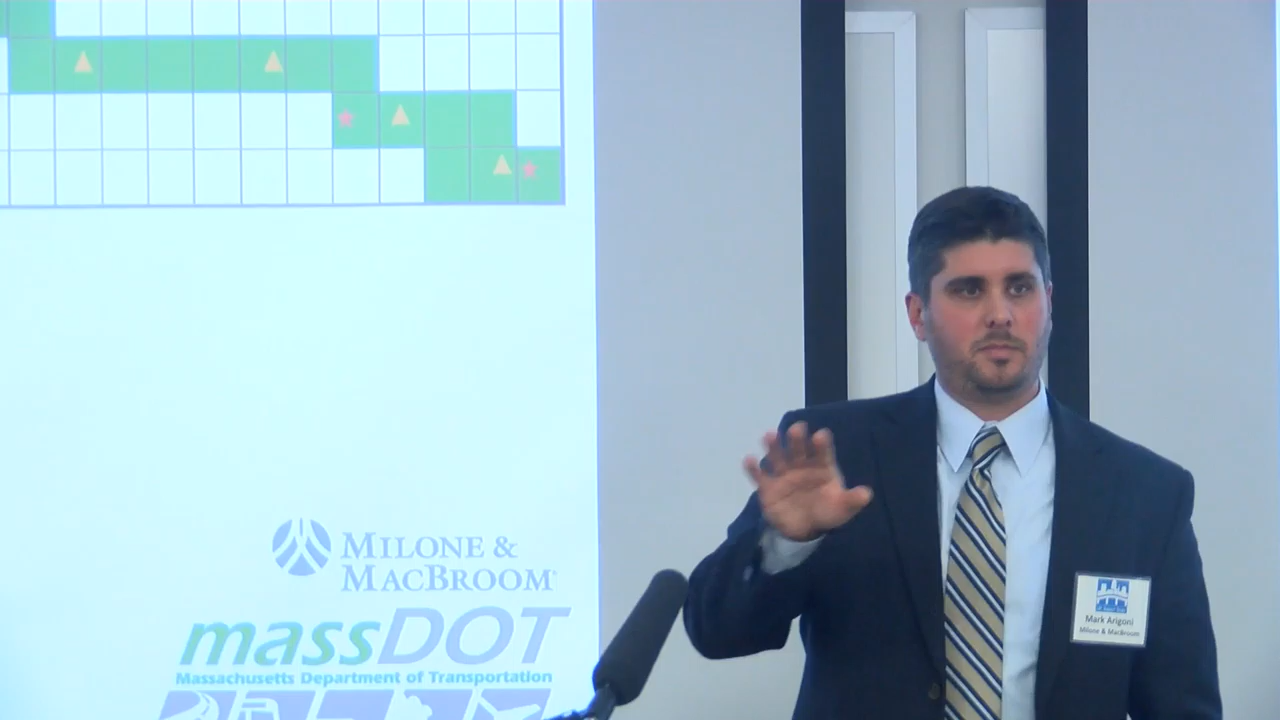 MILONE &
MACBROOM
massDOT
Massachusetts Department of Transportation
Mark Arigoni
Milone & MacBroom